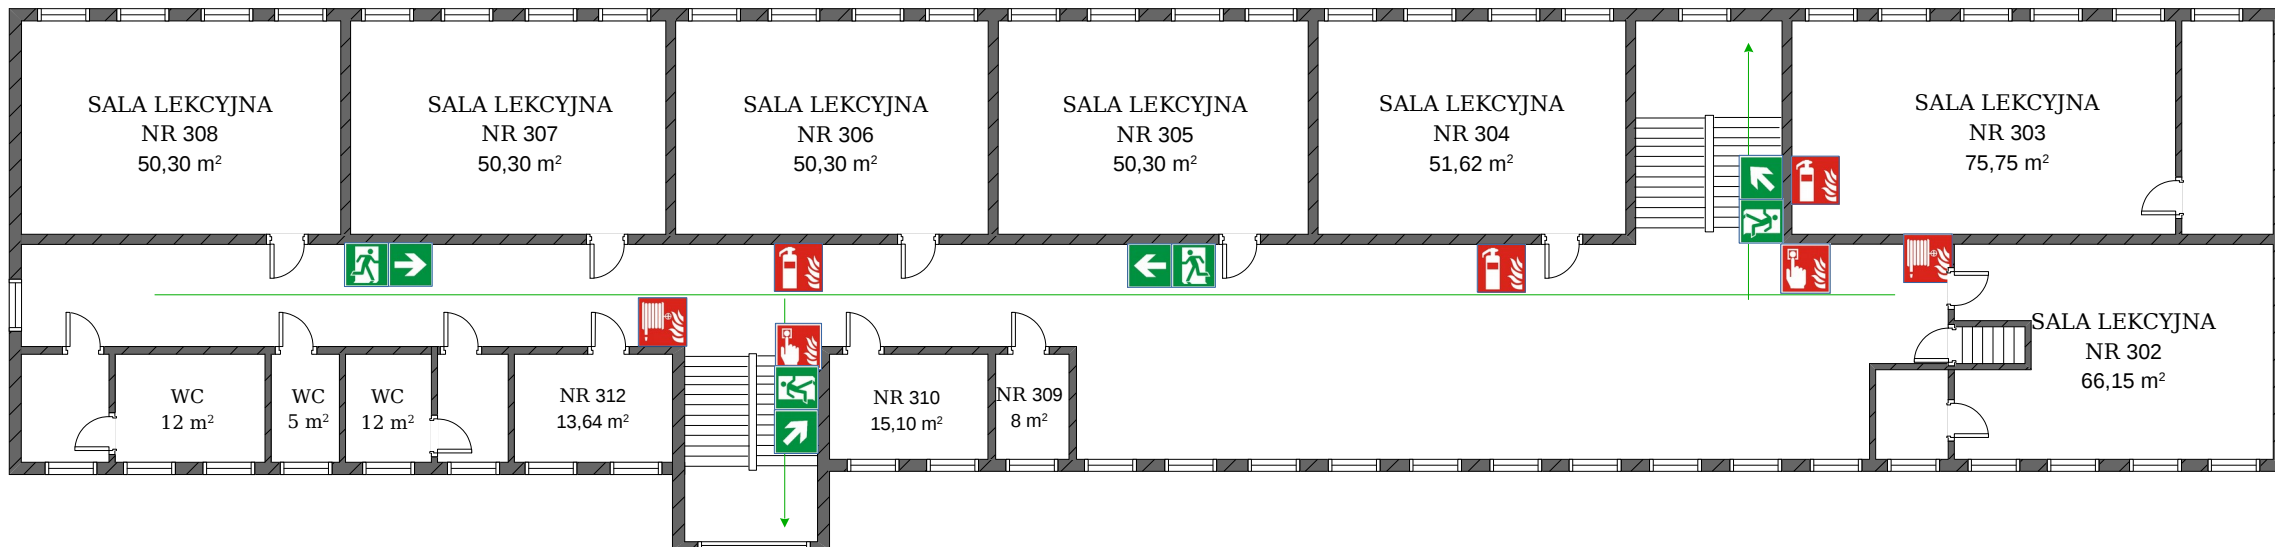 SALA LEKCYJNA
NR 308
50,30 m²
SALA LEKCYJNA
NR 307
50,30 m²
SALA LEKCYJNA
NR 306
50,30 m²
SALA LEKCYJNA
NR 305
50,30 m²
SALA LEKCYJNA
NR 304
51,62 m²
SALA LEKCYJNA
NR 303
75,75 m²
SALA LEKCYJNA
NR 302
66,15 m²
WC
12 m²
WC
5 m²
WC
12 m²
NR 312
13,64 m²
NR 310
15,10 m²
NR 309
8 m²